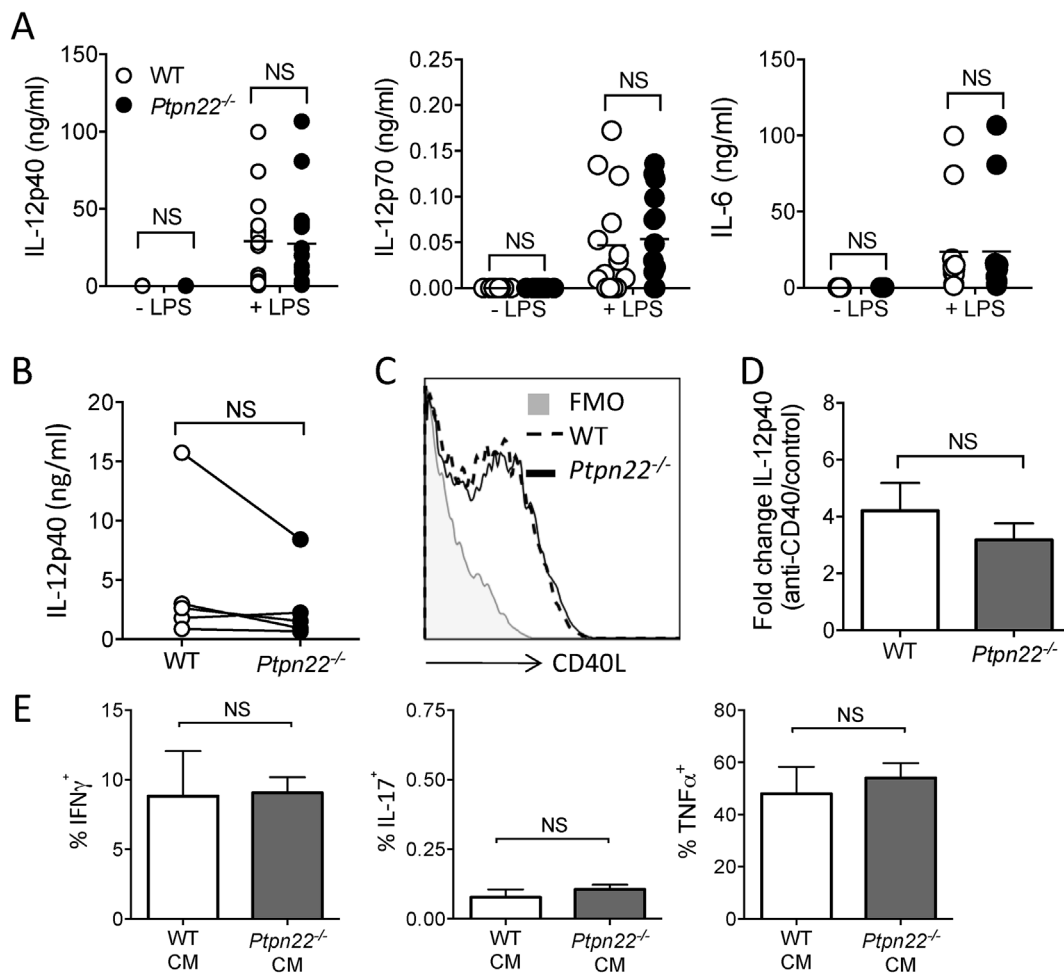 A
IL-12p40 (ng/ml)
150
100
50
0
WT
Ptpn22-/-
NS
NS
- LPS
+ LPS
IL-12p70 (ng/ml)
0.25
0.20
0.15
0.10
0.05
0.00
NS
NS
- LPS
+ LPS
IL-6 (ng/ml)
150
100
50
0
NS
NS
- LPS
+ LPS
B
IL-12p40 (ng/ml)
20
15
10
5
0
NS
WT
Ptpn22-/-
C
FMO
WT
Ptpn22-/-
CD40L
D
Fold change IL-12p40
(anti-CD40/control)
8
6
4
2
0
NS
WT
Ptpn22-/-
E
% IFNγ+
15
10
5
0
NS
WT
CM
Ptpn22-/-
CM
% IL-17+
0.75
0.50
0.25
0.00
NS
WT
CM
Ptpn22-/-
CM
% TNFα+
80
60
40
20
0
NS
WT
CM
Ptpn22-/-
CM